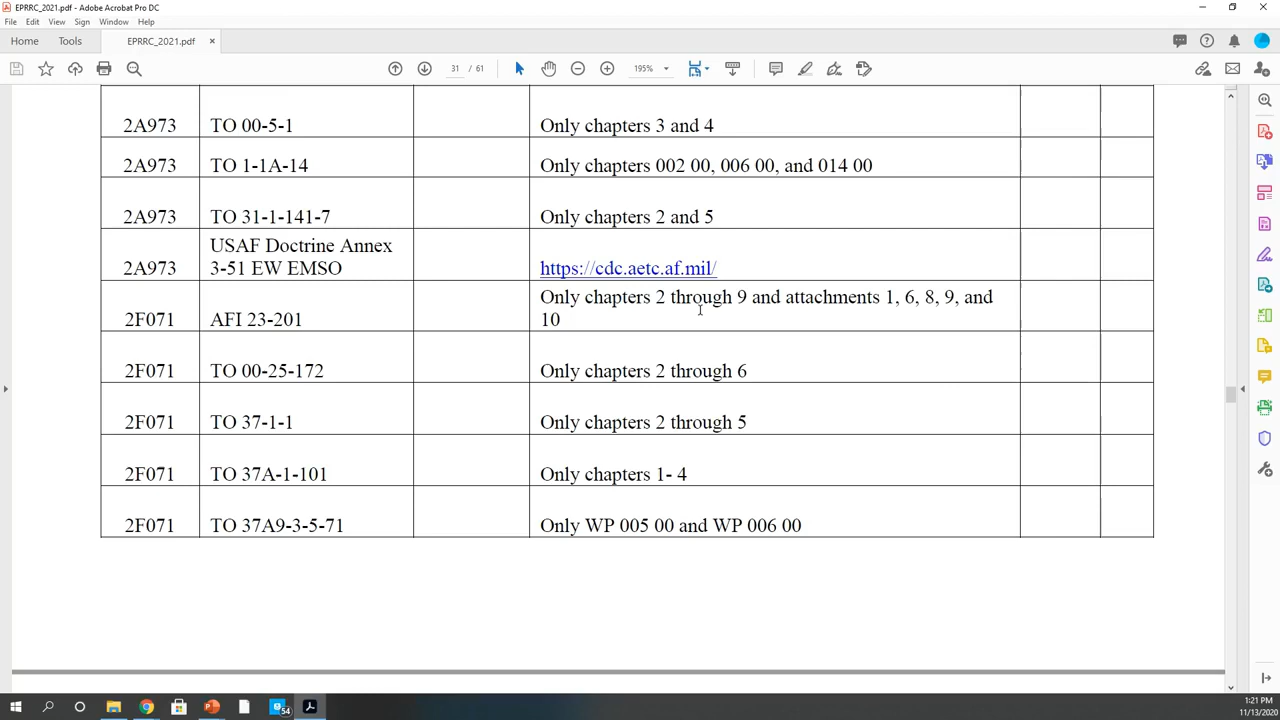 EPRRC_2021.pdf - Adobe Acrobat Pro DC
File Edit View Sign Window Help
Home Tools EPRRC_2021.pdf ×
31 / 61 195%
2A973 TO 00-5-1 Only chapters 3 and 4
2A973 TO 1-1A-14 Only chapters 002 00, 006 00, and 014 00
2A973 TO 31-1-141-7 Only chapters 2 and 5
USAF Doctrine Annex
2A973 3-51 EW EMSO https://cdc.aetc.af.mil/
Only chapters 2 through 9 and attachments 1, 6, 8, 9, and
2F071 AFI 23-201 10
2F071 TO 00-25-172 Only chapters 2 through 6
2F071 TO 37-1-1 Only chapters 2 through 5
2F071 TO 37A-1-101 Only chapters 1- 4
2F071 TO 37A9-3-5-71 Only WP 005 00 and WP 006 00
54
1:21 PM
11/13/2020